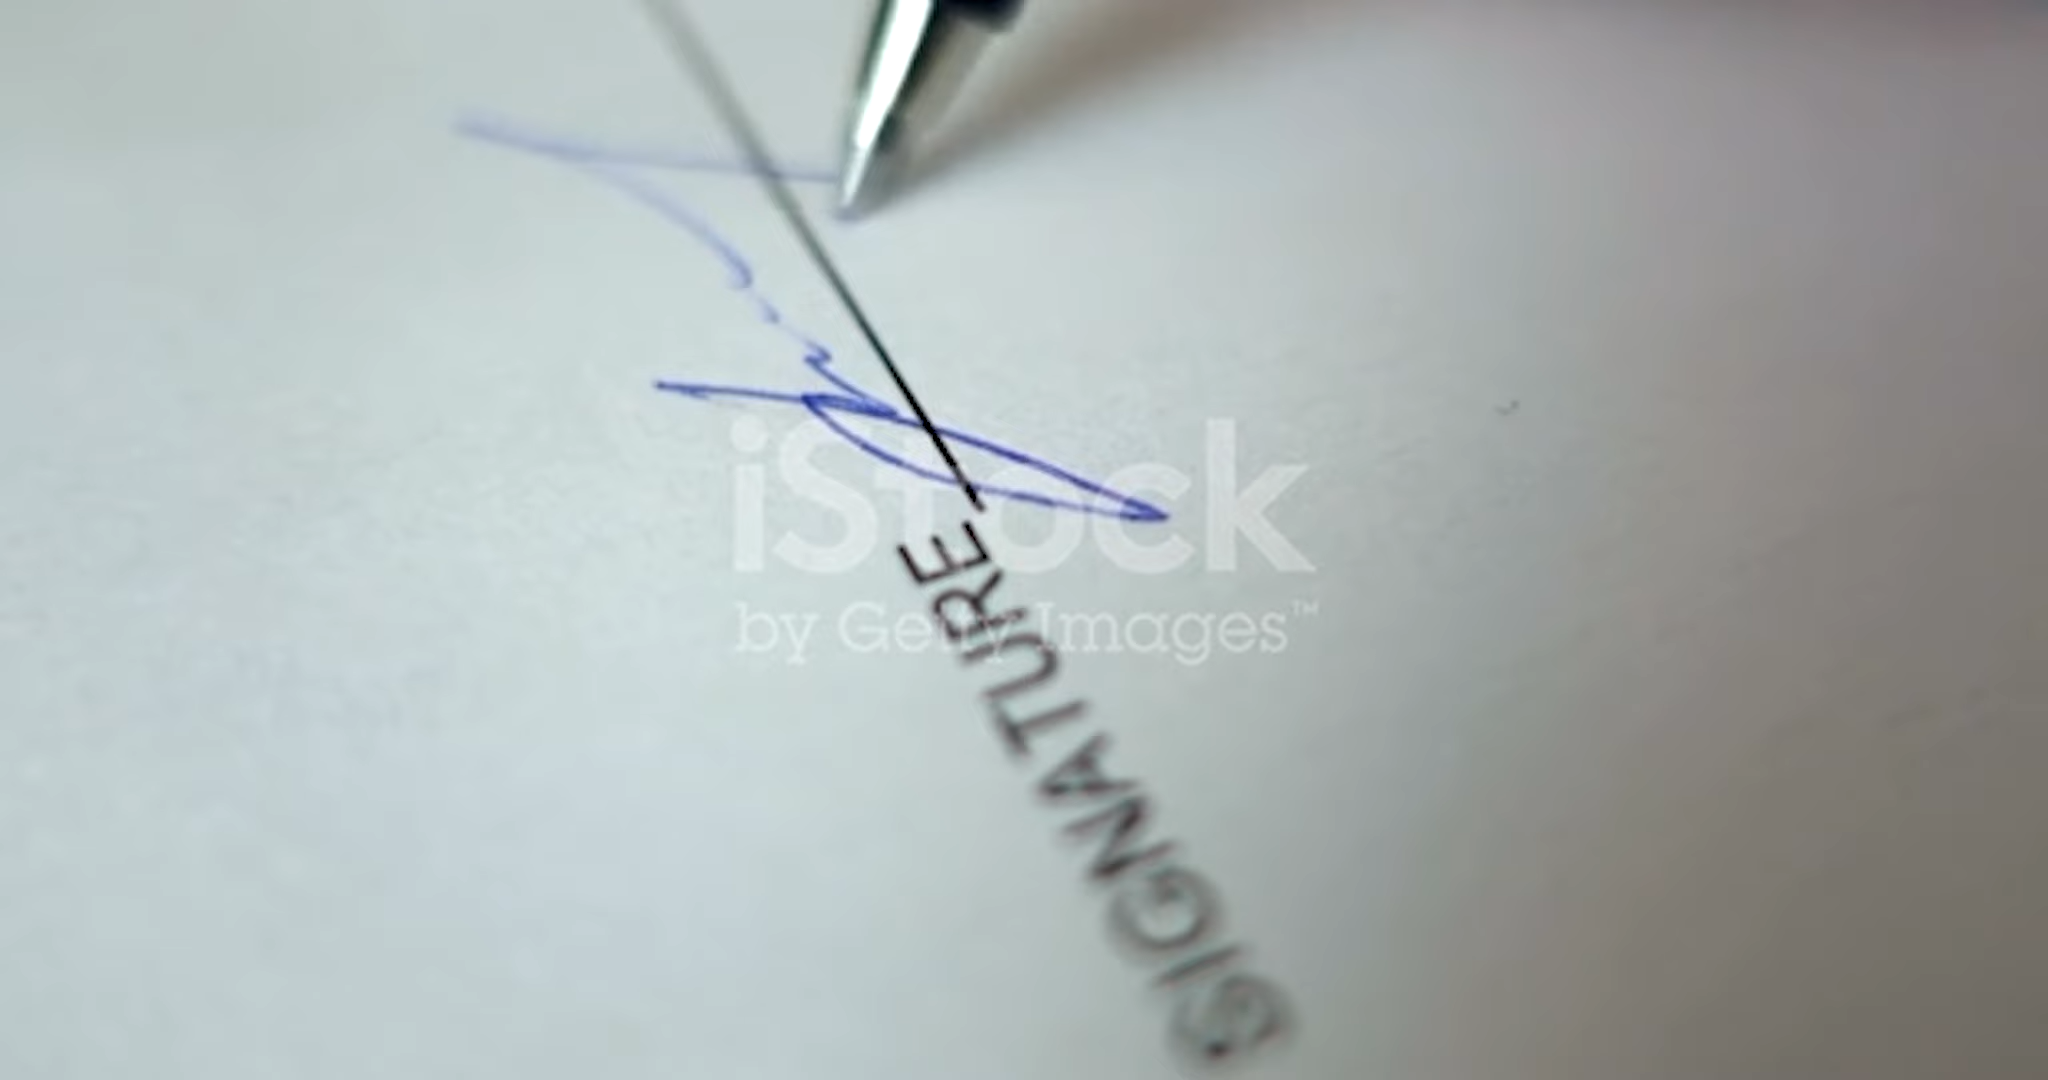 SIGNATURE
iStock
by Getty Images™